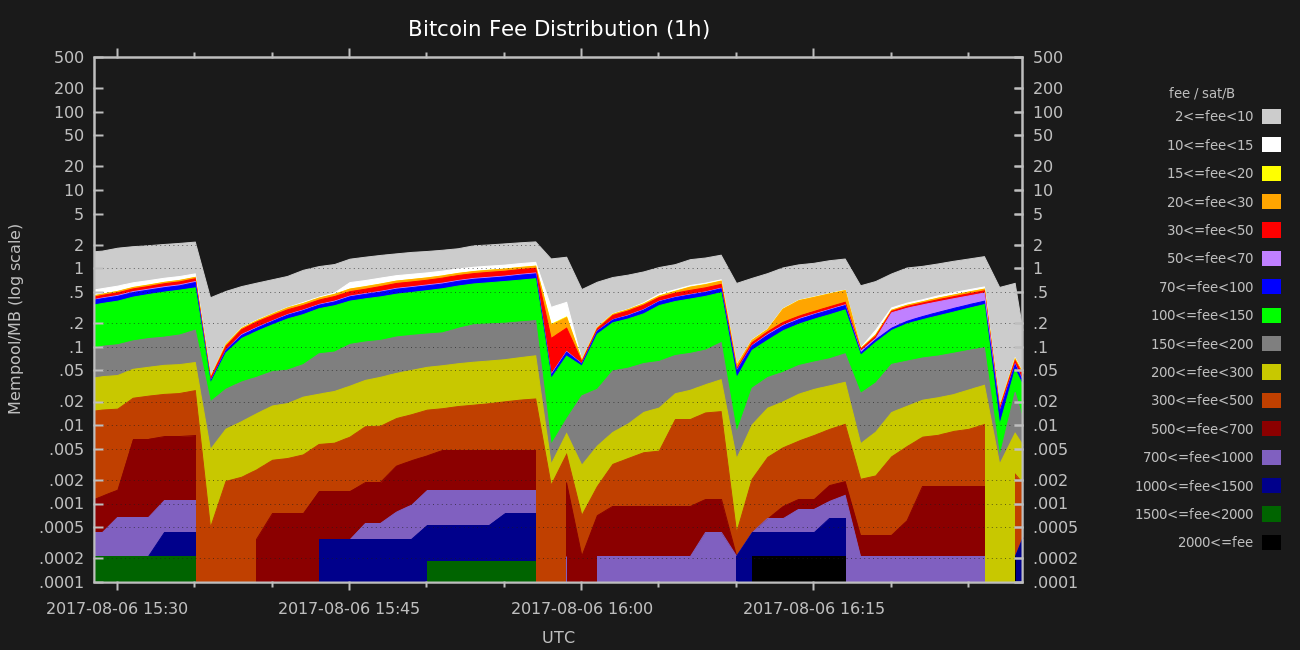 Bitcoin Fee Distribution (1h)
Mempool/MB (log scale)
500
200
100
50
20
10
5
2
1
.5
.2
.1
.05
.02
.01
.005
.002
.001
.0005
.0002
.0001
500
200
100
50
20
10
5
2
1
.5
.2
.1
.05
.02
.01
.005
.002
.001
.0005
.0002
.0001
fee / sat/B
2<=fee<10
10<=fee<15
15<=fee<20
20<=fee<30
30<=fee<50
50<=fee<70
70<=fee<100
100<=fee<150
150<=fee<200
200<=fee<300
300<=fee<500
500<=fee<700
700<=fee<1000
1000<=fee<1500
1500<=fee<2000
2000<=fee
2017-08-06 15:30
2017-08-06 15:45
2017-08-06 16:00
2017-08-06 16:15
UTC